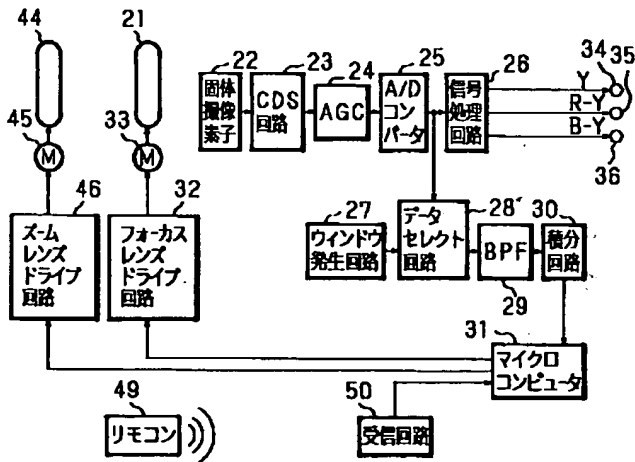 44
21
22
23
24
25
26
34
35
36
固体
撮像
素子
CDS
回路
AGC
A/D
コン
バータ
信号
処理
回路
Y
R-Y
B-Y
45
M
33
M
46
ズーム
レンズ
ドライブ
回路
32
フォーカス
レンズ
ドライブ
回路
27
ウィンドウ
発生回路
28
データ
セレクト
回路
BPF
29
30
積分
回路
31
マイクロ
コンピュータ
49
リモコン
50
受信回路